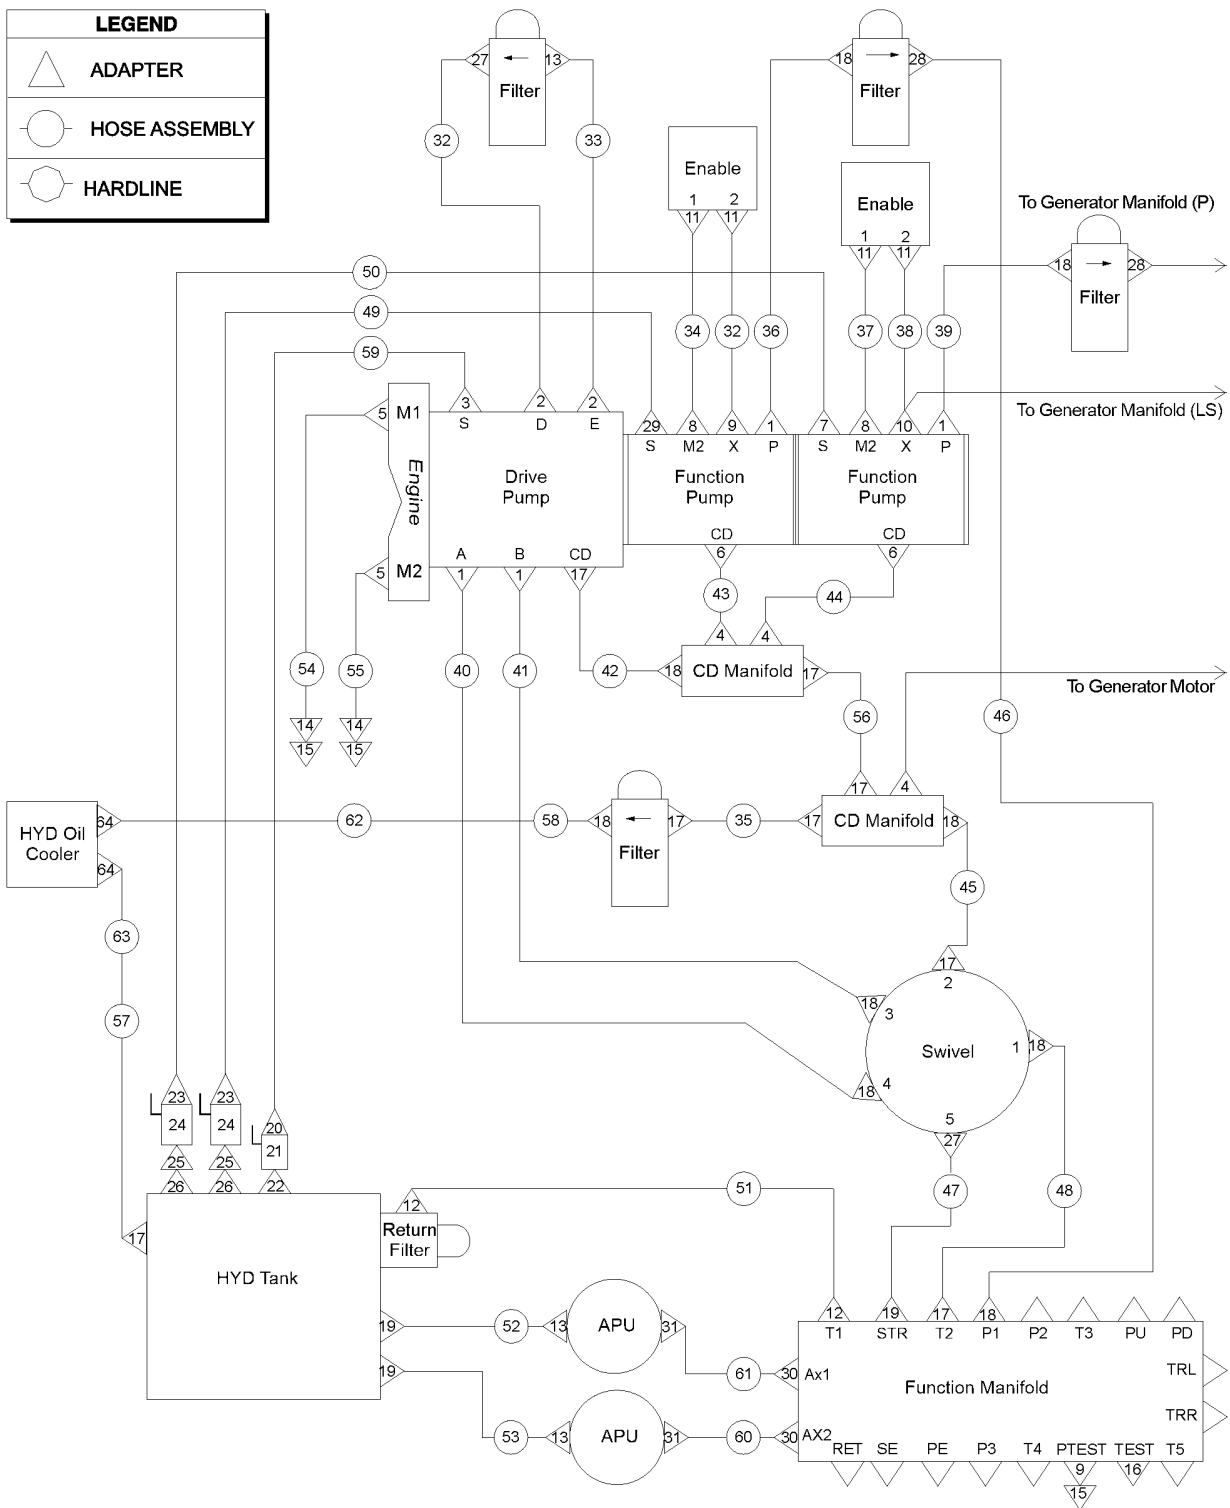 LEGEND
ADAPTER
HOSE ASSEMBLY
HARDLINE
27
13
Filter
32
33
18
28
Filter
Enable
1
2
11
11
Enable
1
2
11
11
To Generator Manifold (P)
18
28
Filter
50
49
59
34
32
36
37
38
39
To Generator Manifold (LS)
5
M1
3
2
2
S
D
E
29
8
9
1
7
8
10
1
S
M2
X
P
S
M2
X
P
Engine
Drive
Pump
Function
Pump
Function
Pump
A
B
CD
CD
CD
5
M2
1
1
17
6
6
43
44
54
55
40
41
42
4
4
18
CD Manifold
17
To Generator Motor
14
14
15
15
56
46
17
4
HYD Oil
Cooler
64
64
62
58
18
17
Filter
35
17
CD Manifold
18
45
63
57
17
2
18
3
Swivel
1
18
18
4
5
27
23
23
24
24
20
21
25
25
26
26
22
47
48
51
17
12
Return
Filter
HYD Tank
19
52
13
APU
31
19
53
13
APU
31
61
60
30
Ax1
30
AX2
12
19
17
18
T1
STR
T2
P1
P2
T3
PU
PD
TRL
TRR
Function Manifold
RET
SE
PE
P3
T4
PTEST
TEST
T5
9
16
15